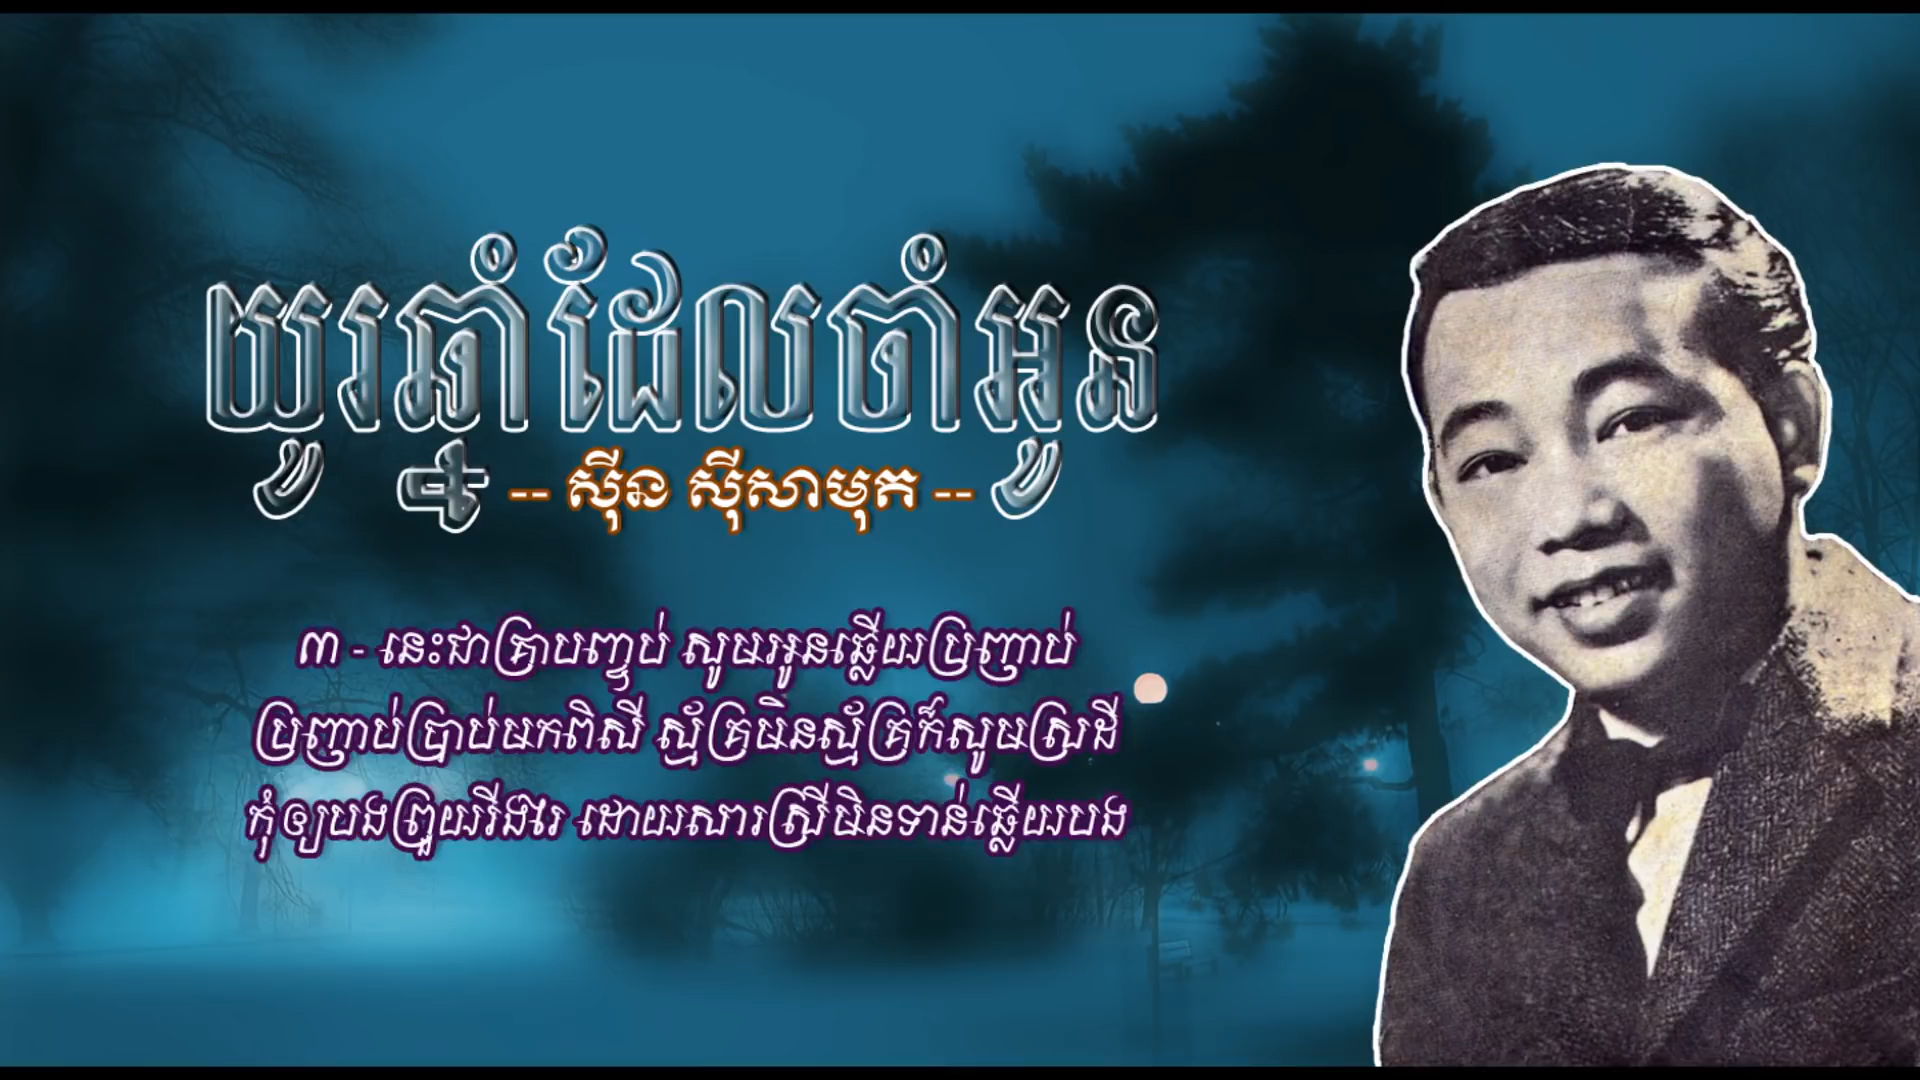 យូរឆ្នាំដែលចាំអូន
-- ស៊ីន ស៊ីសាមុត --
៣ - នេះជាគ្រាបញ្ចប់ សូមអូនឆ្លើយប្រញាប់
ប្រញាប់ប្រាប់មកពិសី ស្ម័គ្រមិនស្ម័គ្រក៏សូមស្រដី
កុំឲ្យបងព្រួយរីងរៃ ដោយសារស្រីមិនទាន់ឆ្លើយបង